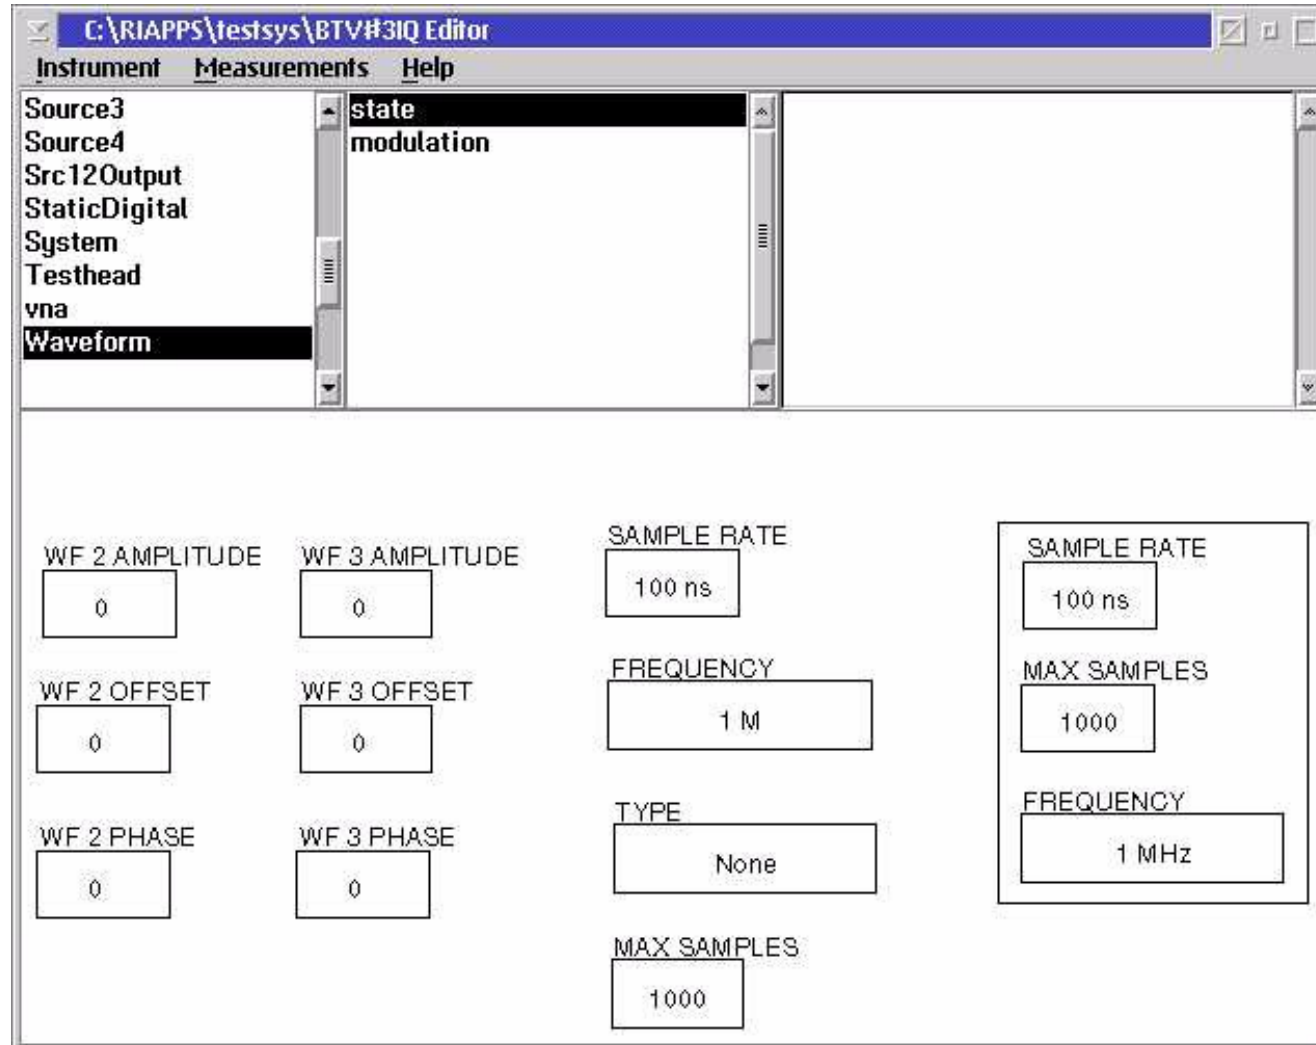 C:\RIAPPS\testsys\BTV#3IQ Editor
Instrument Measurements Help
Source3
Source4
Src12Output
StaticDigital
System
Testhead
vna
Waveform
state
modulation
WF 2 AMPLITUDE
0
WF 2 OFFSET
0
WF 2 PHASE
0
WF 3 AMPLITUDE
0
WF 3 OFFSET
0
WF 3 PHASE
0
SAMPLE RATE
100 ns
FREQUENCY
1 M
TYPE
None
MAX SAMPLES
1000
SAMPLE RATE
100 ns
MAX SAMPLES
1000
FREQUENCY
1 MHz